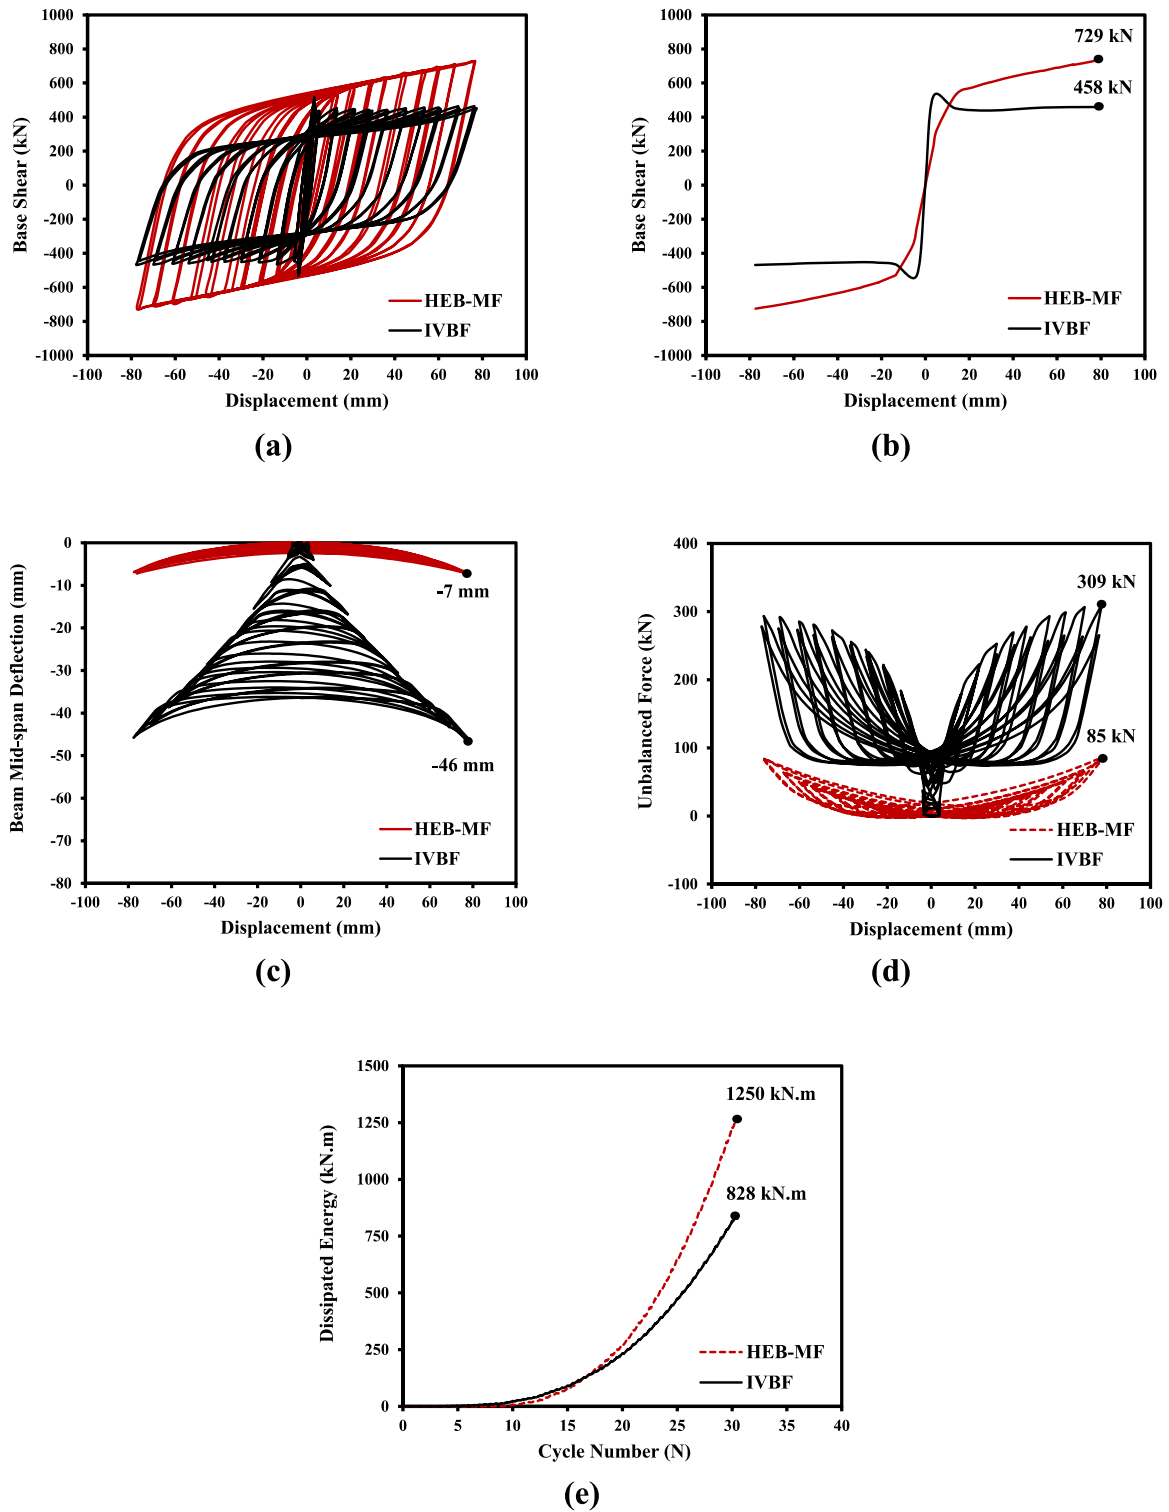 1000
800
600
400
200
0
-200
-400
-600
-800
-1000
Base Shear (kN)
HEB-MF
IVBF
-100 -80 -60 -40 -20 0 20 40 60 80 100
Displacement (mm)
(a)
1000
800
600
400
200
0
-200
-400
-600
-800
-1000
Base Shear (kN)
729 kN
458 kN
HEB-MF
IVBF
-100 -80 -60 -40 -20 0 20 40 60 80 100
Displacement (mm)
(b)
0
-10
-20
-30
-40
-50
-60
-70
-80
Beam Mid-span Deflection (mm)
-7 mm
-46 mm
HEB-MF
IVBF
-100 -80 -60 -40 -20 0 20 40 60 80 100
Displacement (mm)
(c)
400
300
200
100
0
-100
Unbalanced Force (kN)
309 kN
85 kN
HEB-MF
IVBF
-100 -80 -60 -40 -20 0 20 40 60 80 100
Displacement (mm)
(d)
1500
1250
1000
750
500
250
0
Dissipated Energy (kN.m)
1250 kN.m
828 kN.m
HEB-MF
IVBF
0 5 10 15 20 25 30 35 40
Cycle Number (N)
(e)